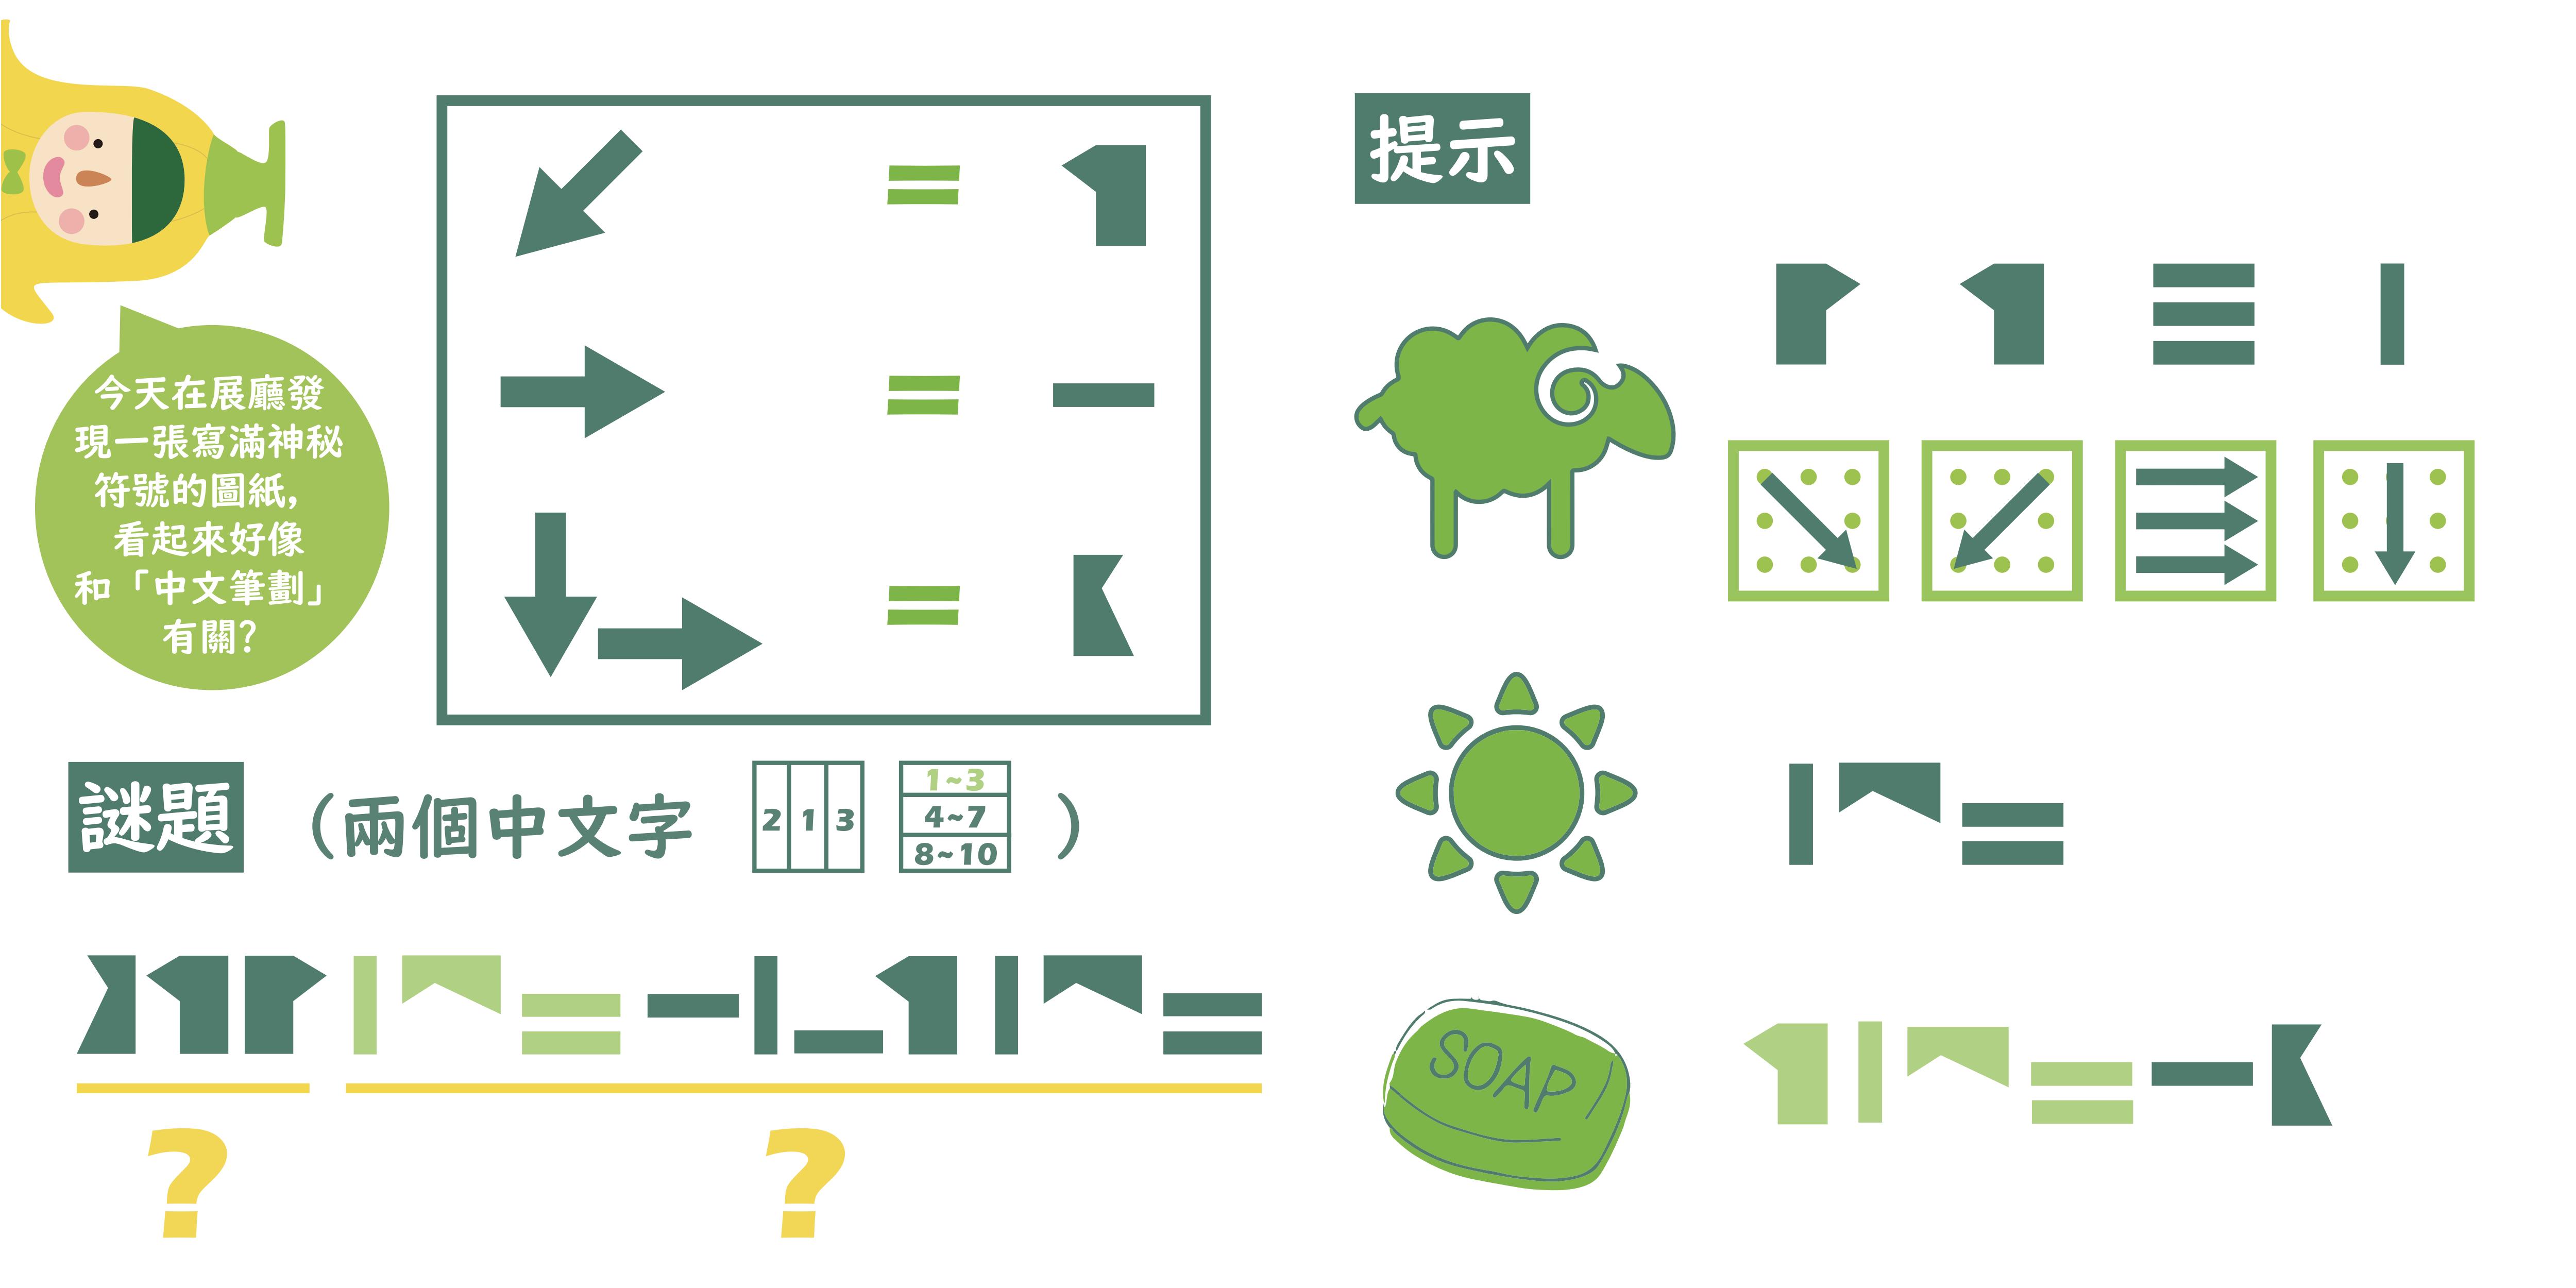 今天在展廳發
現一張寫滿神秘
符號的圖紙，
看起來好像
和「中文筆劃」
有關？
謎題
（兩個中文字
2 1 3
1~3
4~7
8~10
）
?
?
提示
SOAP